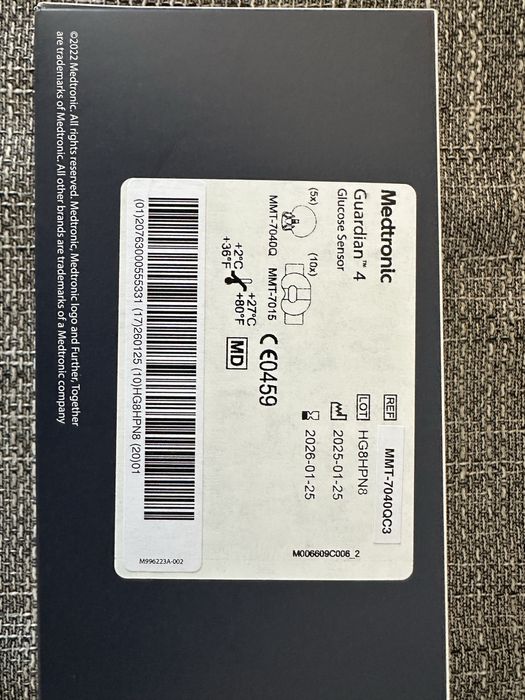 ©2022 Medtronic. All rights reserved. Medtronic, Medtronic logo and Further, Together
are trademarks of Medtronic. All other brands are trademarks of a Medtronic company
Medtronic
Guardian™ 4
Glucose Sensor
(5x)
(10x)
MMT-7040Q
MMT-7015
+2°C
+36°F
+27°C
+80°F
CE0459
MD
REF
MMT-7040QC3
LOT
HG8HPN8
2025-01-25
2026-01-25
M006609C006_2
(01)20763000555331 (17)260125 (10)HG8HPN8 (20)01
M996223A-002